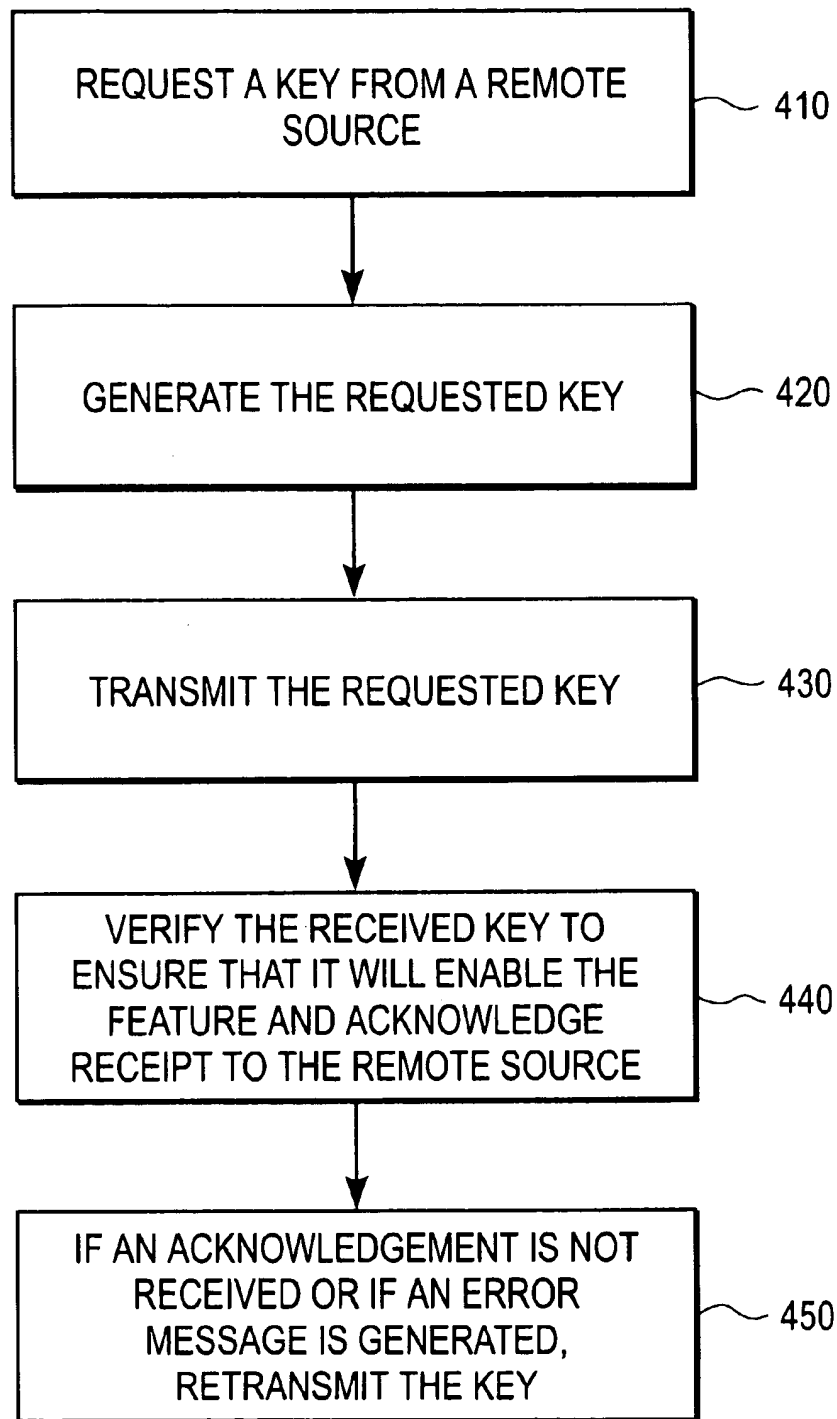 REQUEST A KEY FROM A REMOTE
SOURCE
410
GENERATE THE REQUESTED KEY
420
TRANSMIT THE REQUESTED KEY
430
VERIFY THE RECEIVED KEY TO
ENSURE THAT IT WILL ENABLE THE
FEATURE AND ACKNOWLEDGE
RECEIPT TO THE REMOTE SOURCE
440
IF AN ACKNOWLEDGEMENT IS NOT
RECEIVED OR IF AN ERROR
MESSAGE IS GENERATED,
RETRANSMIT THE KEY
450